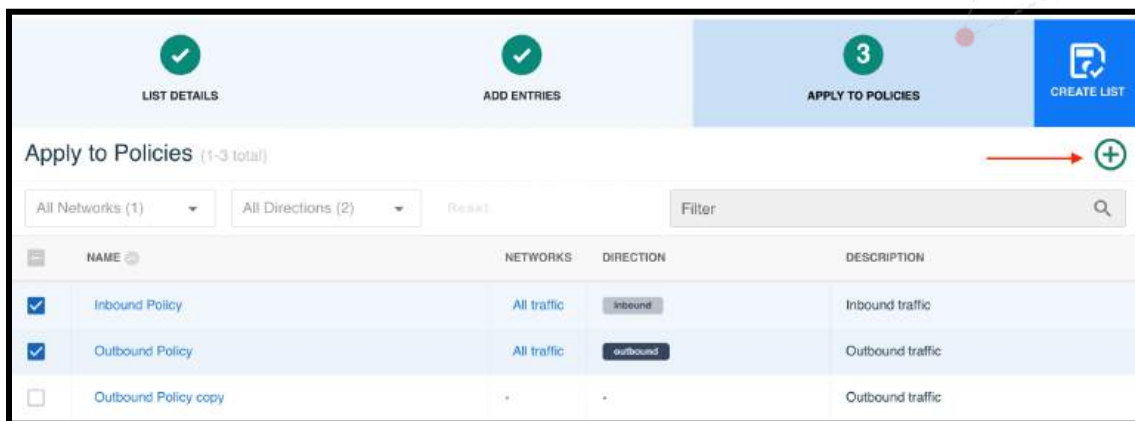 3
LIST DETAILS
ADD ENTRIES
APPLY TO POLICIES
CREATE LIST
Apply to Policies (1-3 total)
All Networks (1) All Directions (2) Reset Filter
NAME NETWORKS DIRECTION DESCRIPTION
Inbound Policy All traffic inbound Inbound traffic
Outbound Policy All traffic outbound Outbound traffic
Outbound Policy copy - - Outbound traffic